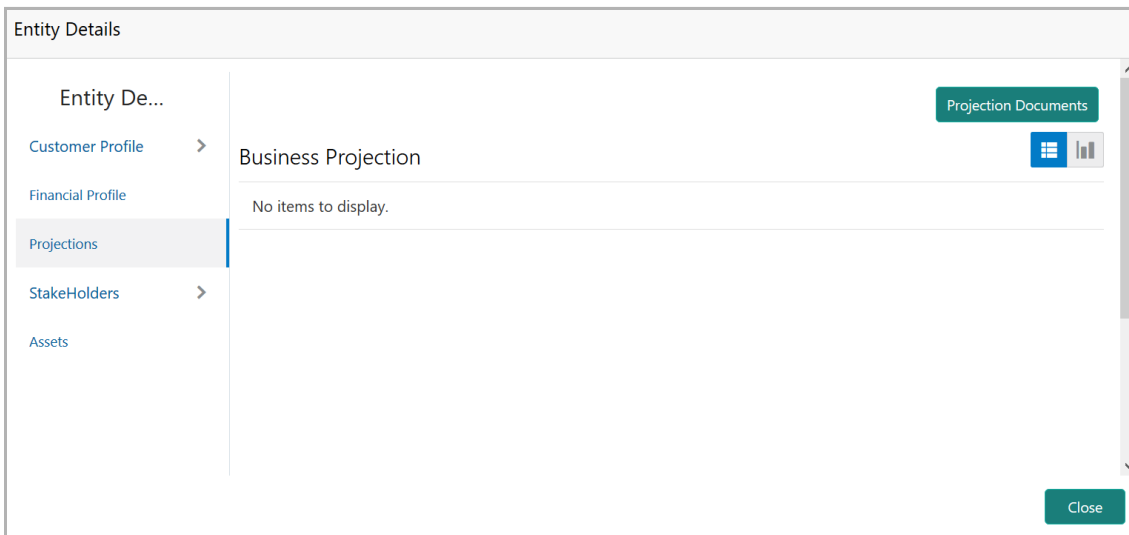 Entity Details
Entity De...
Customer Profile
Financial Profile
Projections
StakeHolders
Assets
Projection Documents
Business Projection
No items to display.
Close